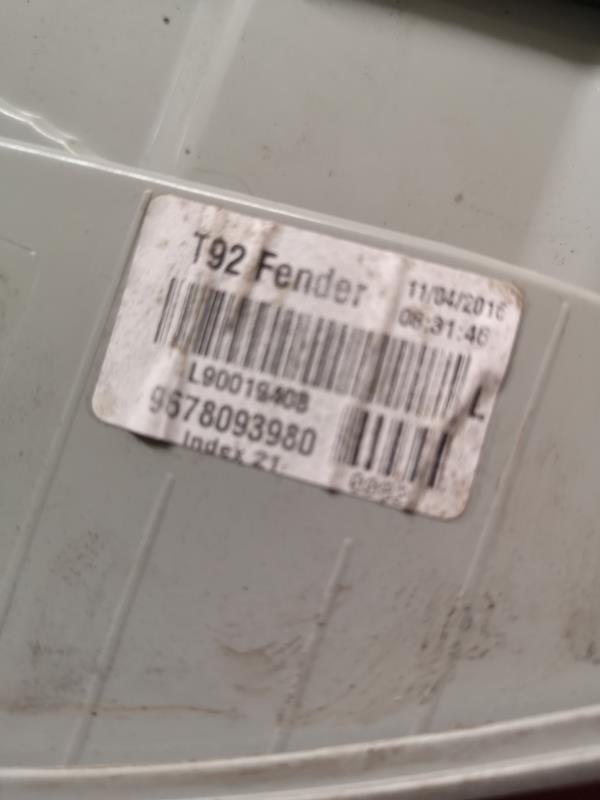 T92 Fender
11/04/2016
08:31:46
L90019408
L
9678093980
Index 21